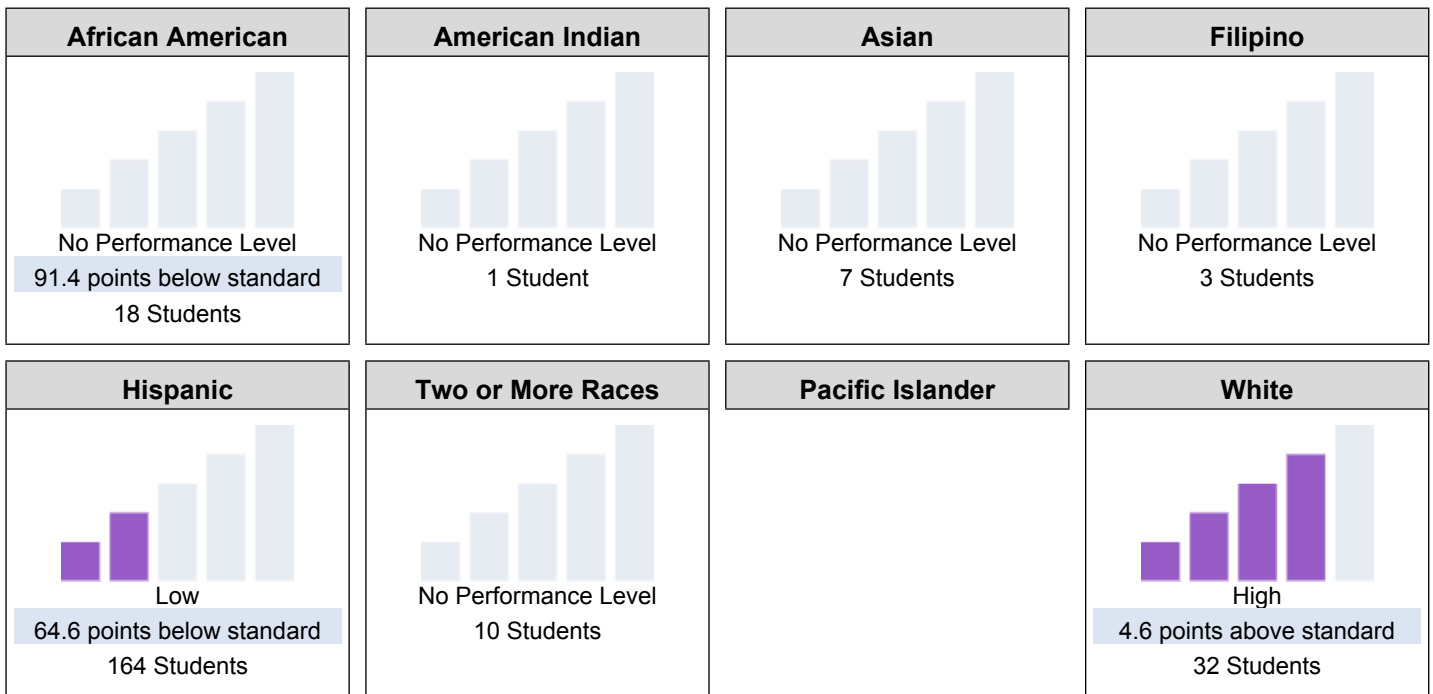 African American
No Performance Level
91.4 points below standard
18 Students
American Indian
No Performance Level
1 Student
Asian
No Performance Level
7 Students
Filipino
No Performance Level
3 Students
Hispanic
Low
64.6 points below standard
164 Students
Two or More Races
No Performance Level
10 Students
Pacific Islander
White
High
4.6 points above standard
32 Students